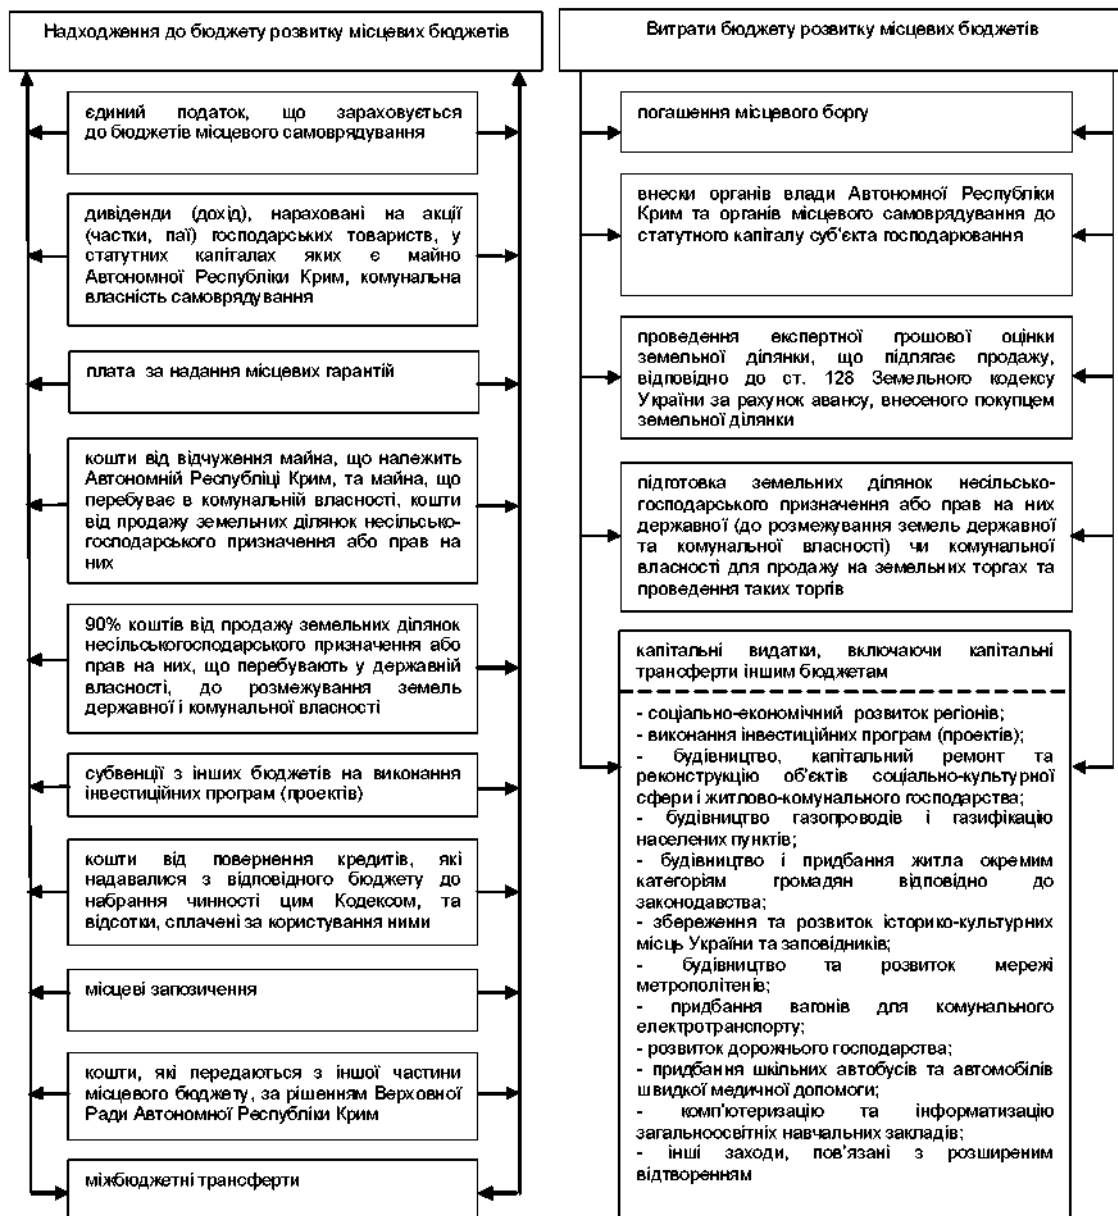 Надходження до бюджету розвитку місцевих бюджетів
єдиний податок, що зараховується
до бюджетів місцевого самоврядування
дивіденди (дохід), нараховані на акції
(частки, паї) господарських товариств, у
статутних капіталах яких є майно
Автономної Республіки Крим, комунальна
власність самоврядування
плата за надання місцевих гарантій
кошти від відчуження майна, що належить
Автономній Республіці Крим, та майна, що
перебуває в комунальній власності, кошти
від продажу земельних ділянок несільсько-
господарського призначення або прав на
них
90% коштів від продажу земельних ділянок
несільськогосподарського призначення або
прав на них, що перебувають у державній
власності, до розмежування земель
державної і комунальної власності
субвенції з інших бюджетів на виконання
інвестиційних програм (проектів)
кошти від повернення кредитів, які
надавалися з відповідного бюджету до
набрання чинності цим Кодексом, та
відсотки, сплачені за користування ними
місцеві запозичення
кошти, які передаються з іншої частини
місцевого бюджету, за рішенням Верховної
Ради Автономної Республіки Крим
міжбюджетні трансферти
Витрати бюджету розвитку місцевих бюджетів
погашення місцевого боргу
внески органів влади Автономної Республіки
Крим та органів місцевого самоврядування до
статутного капіталу суб'єкта господарювання
проведення експертної грошової оцінки
земельної ділянки, що підлягає продажу,
відповідно до ст. 128 Земельного кодексу
України за рахунок авансу, внесеного покупцем
земельної ділянки
підготовка земельних ділянок несільсько-
господарського призначення або прав на них
державної (до розмежування земель державної
та комунальної власності) чи комунальної
власності для продажу на земельних торгах та
проведення таких торгів
капітальні видатки, включаючи капітальні
трансферти іншим бюджетам
- соціально-економічний розвиток регіонів;
- виконання інвестиційних програм (проектів);
- будівництво, капітальний ремонт та
реконструкцію об'єктів соціально-культурної
сфери і житлово-комунального господарства;
- будівництво газопроводів і газифікацію
населених пунктів;
- будівництво і придбання житла окремим
категоріям громадян відповідно до
законодавства;
- збереження та розвиток історико-культурних
місць України та заповідників;
- будівництво та розвиток мережі
метрополітенів;
- придбання вагонів для комунального
електротранспорту;
- розвиток дорожнього господарства;
- придбання шкільних автобусів та автомобілів
швидкої медичної допомоги;
- комп'ютеризацію та інформатизацію
загальноосвітніх навчальних закладів;
- інші заходи, пов'язані з розширеним
відтворенням